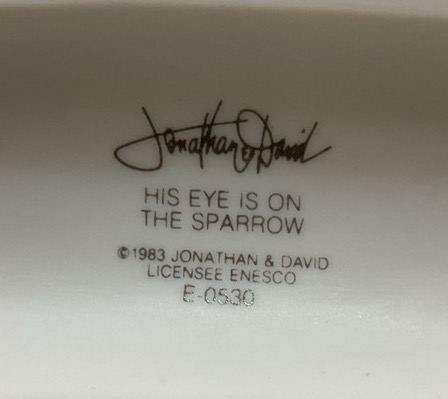 Jonathan & David
HIS EYE IS ON
THE SPARROW
©1983 JONATHAN & DAVID
LICENSEE ENESCO
E-0530